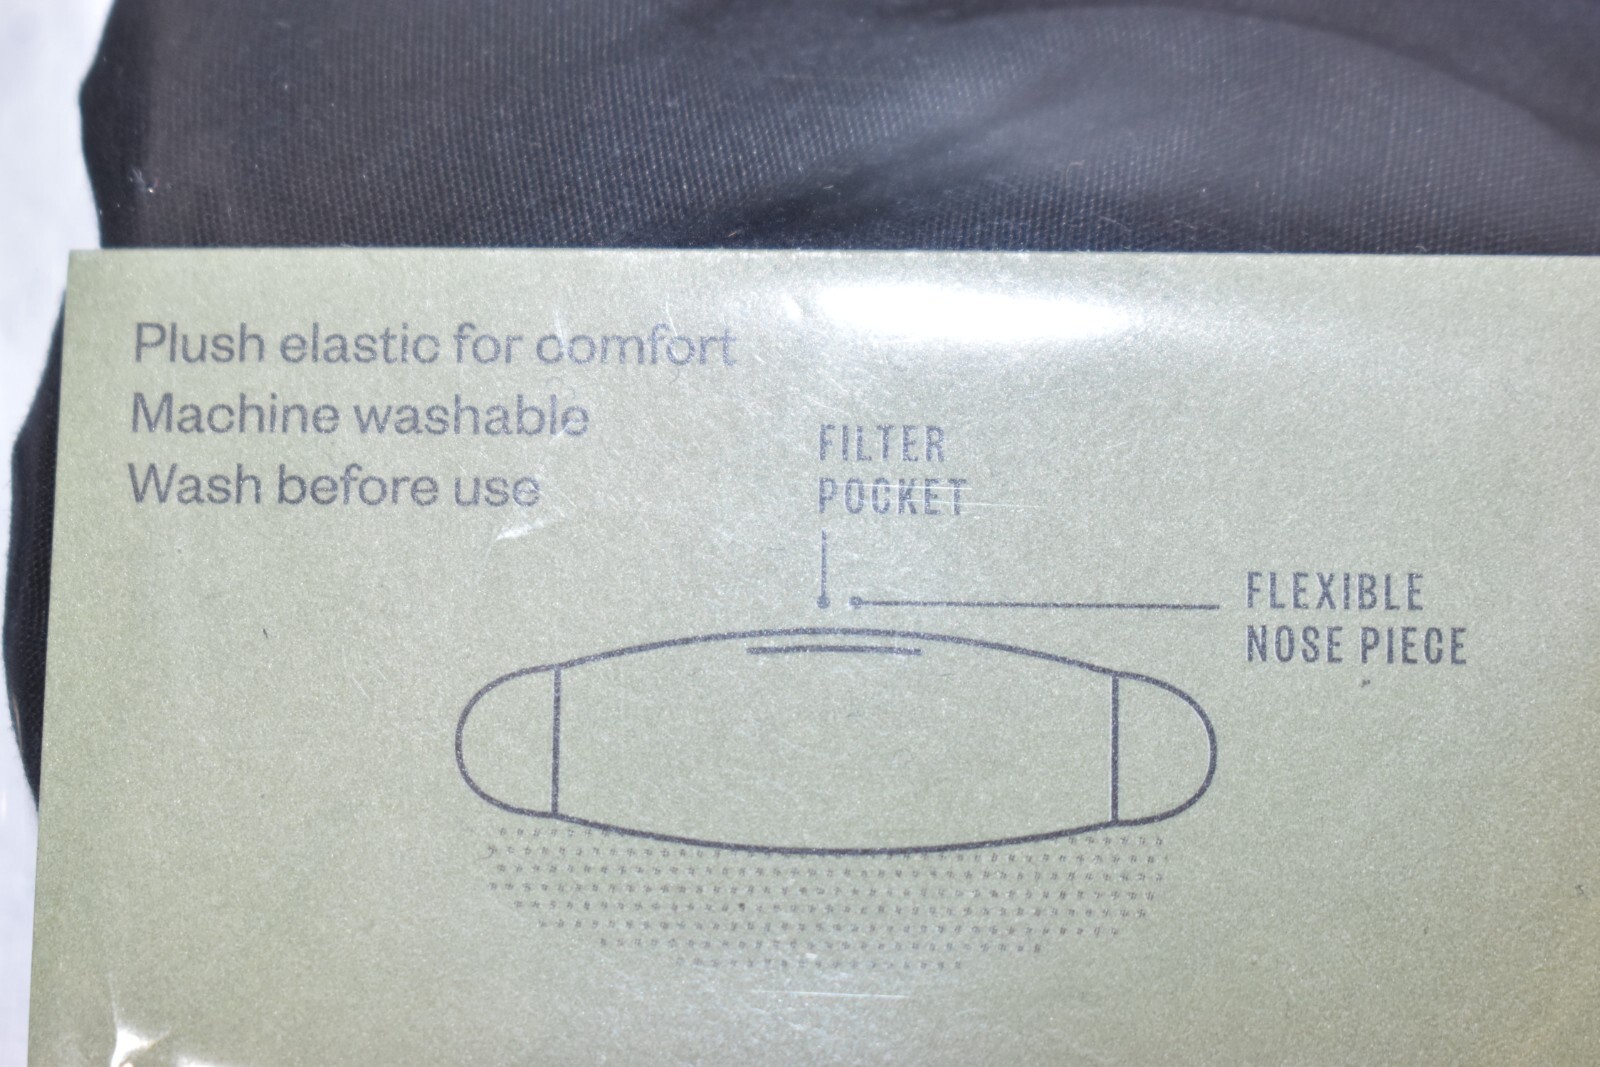 Plush elastic for comfort
Machine washable
Wash before use
FILTER
POCKET
FLEXIBLE
NOSE PIECE